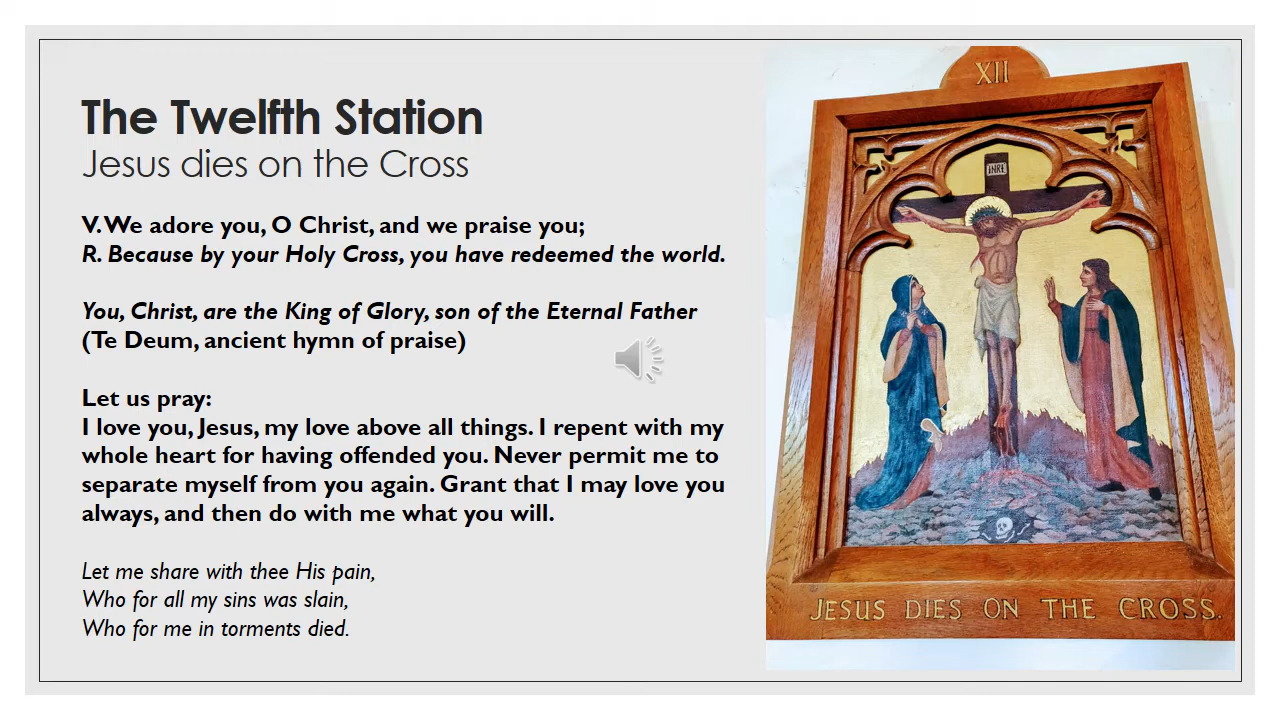 The Twelfth Station
Jesus dies on the Cross
V. We adore you, O Christ, and we praise you;
R. Because by your Holy Cross, you have redeemed the world.
You, Christ, are the King of Glory, son of the Eternal Father
(Te Deum, ancient hymn of praise)
Let us pray:
I love you, Jesus, my love above all things. I repent with my
whole heart for having offended you. Never permit me to
separate myself from you again. Grant that I may love you
always, and then do with me what you will.
Let me share with thee His pain,
Who for all my sins was slain,
Who for me in torments died.
XII
INRI
JESUS DIES ON THE CROSS.